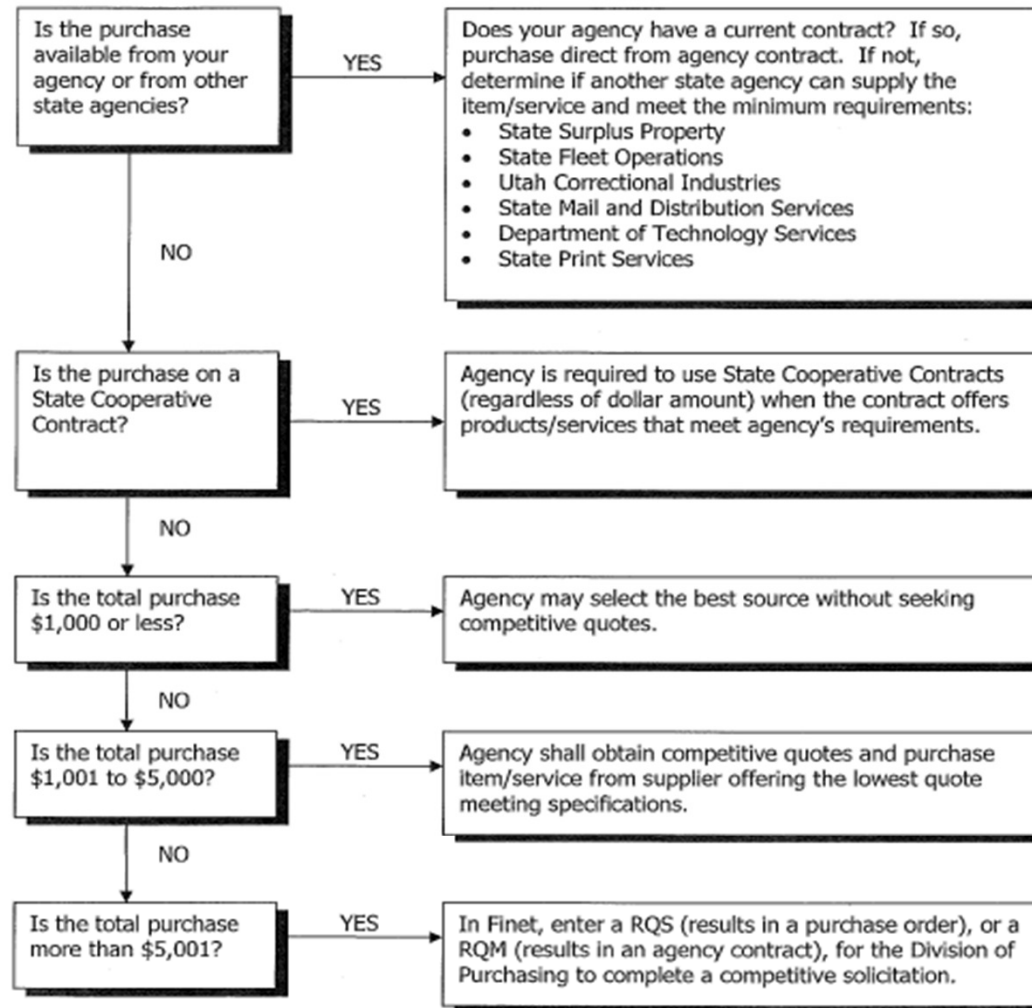 Is the purchase
available from your
agency or from other
state agencies?
YES
Does your agency have a current contract?  If so,
purchase direct from agency contract.  If not,
determine if another state agency can supply the
item/service and meet the minimum requirements:
• State Surplus Property
• State Fleet Operations
• Utah Correctional Industries
• State Mail and Distribution Services
• Department of Technology Services
• State Print Services
NO
Is the purchase on a
State Cooperative
Contract?
YES
Agency is required to use State Cooperative Contracts
(regardless of dollar amount) when the contract offers
products/services that meet agency's requirements.
NO
Is the total purchase
$1,000 or less?
YES
Agency may select the best source without seeking
competitive quotes.
NO
Is the total purchase
$1,001 to $5,000?
YES
Agency shall obtain competitive quotes and purchase
item/service from supplier offering the lowest quote
meeting specifications.
NO
Is the total purchase
more than $5,001?
YES
In Finet, enter a RQS (results in a purchase order), or a
RQM (results in an agency contract), for the Division of
Purchasing to complete a competitive solicitation.